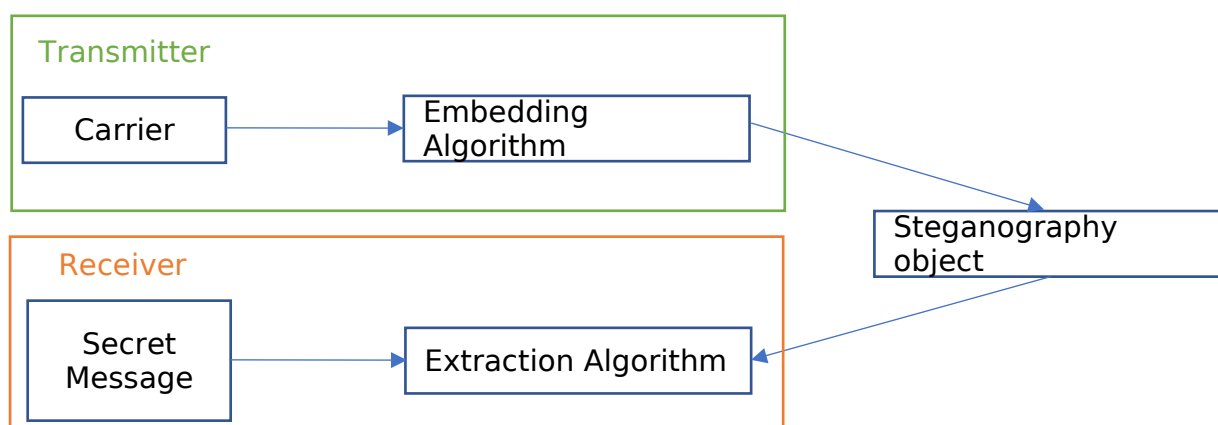 Transmitter
Carrier
Embedding
Algorithm
Steganography
object
Receiver
Secret
Message
Extraction Algorithm